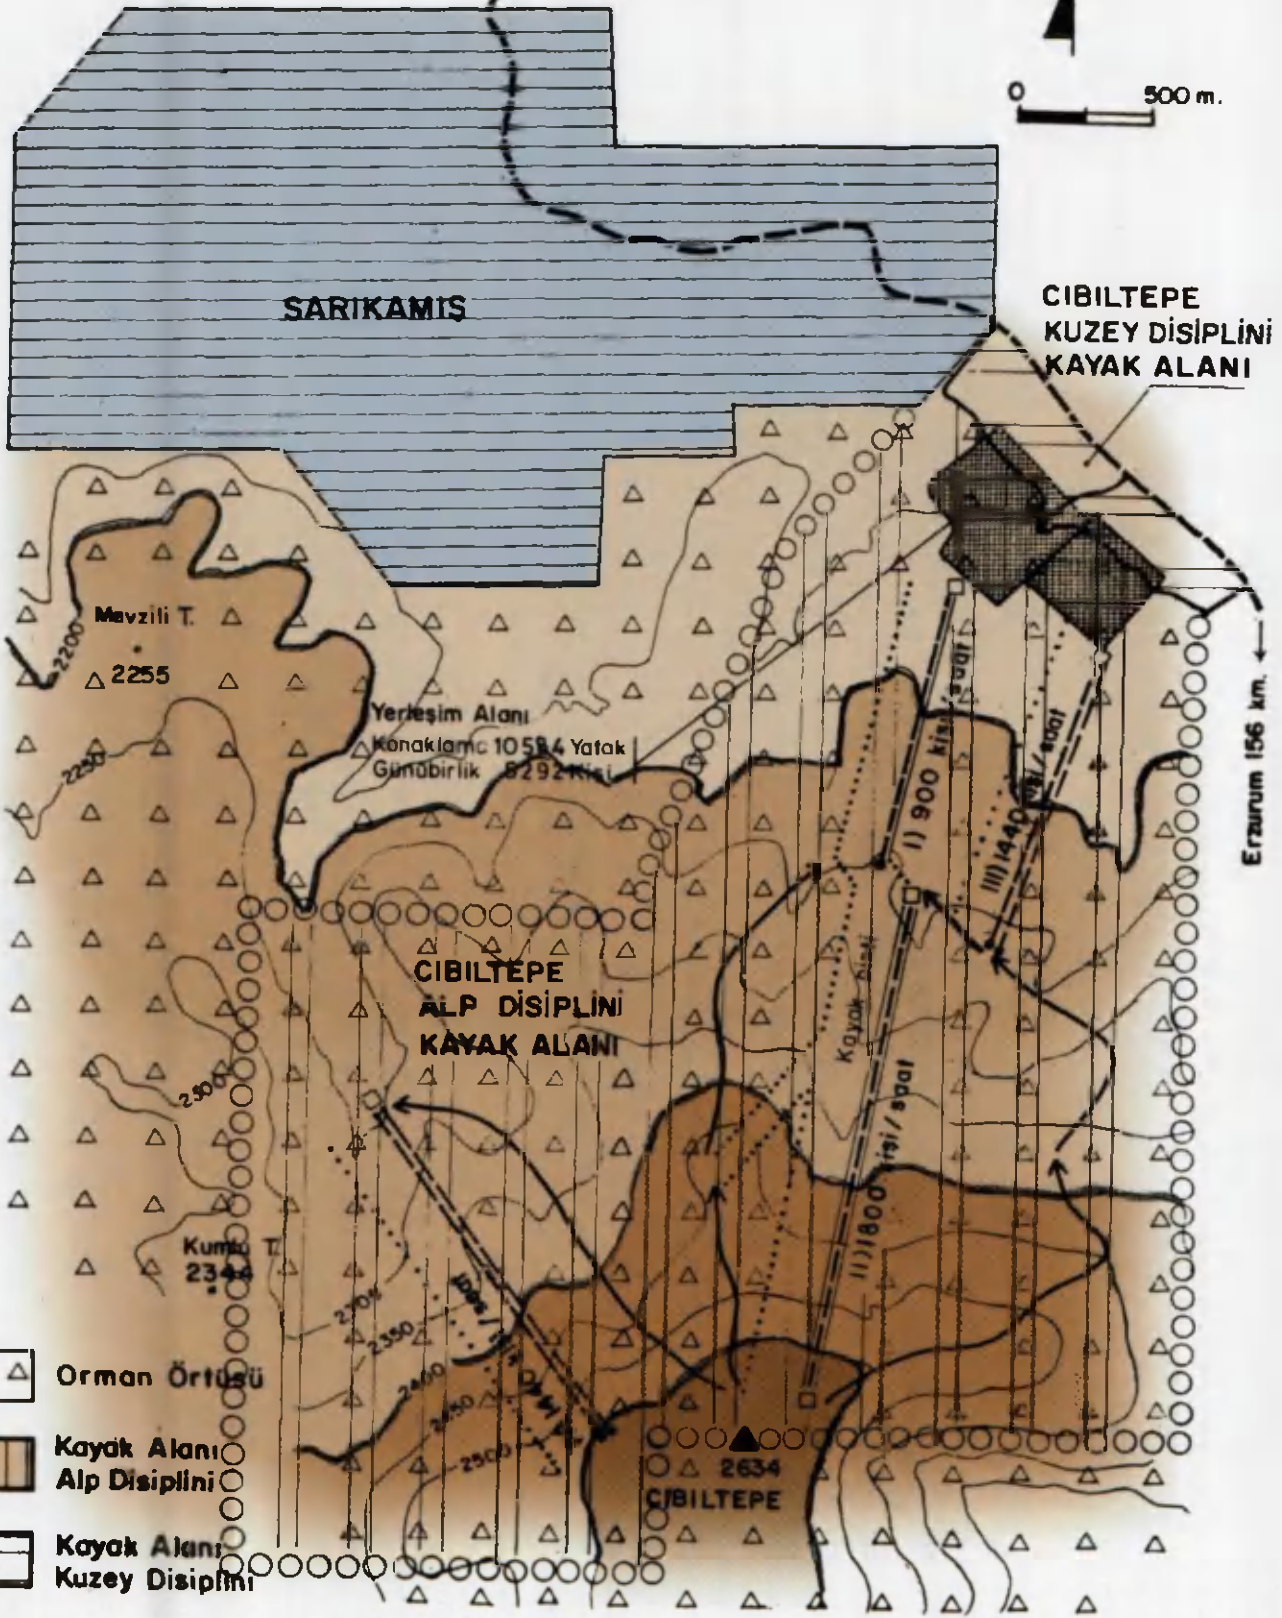 0 500 m.
SARIKAMIŞ
CIBILTEPE
KUZEY DİSİPLİNİ
KAYAK ALANI
Mavzili T.
2255
2200
2250
Yerleşim Alanı
Konaklama 10584 Yatak
Günübirlik 5292 Kişi
I) 900 kişi/saat
III) 1440 kişi/saat
Erzurum 156 km.
CIBILTEPE
ALP DİSİPLİNİ
KAYAK ALANI
Kayak
II) 1800 kişi/saat
2300
Kumlu T.
2344
2350
2400
2450
2500
2634
CIBILTEPE
Orman Örtüsü
Kayak Alanı
Alp Disiplini
Kayak Alanı
Kuzey Disiplini